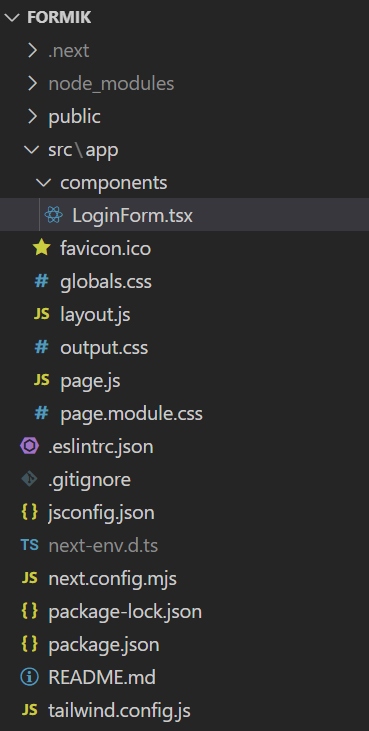 FORMIK
.next
node_modules
public
src\app
components
LoginForm.tsx
favicon.ico
# globals.css
JS layout.js
# output.css
JS page.js
# page.module.css
.eslintrc.json
.gitignore
{} jsconfig.json
TS next-env.d.ts
JS next.config.mjs
{} package-lock.json
{} package.json
README.md
JS tailwind.config.js